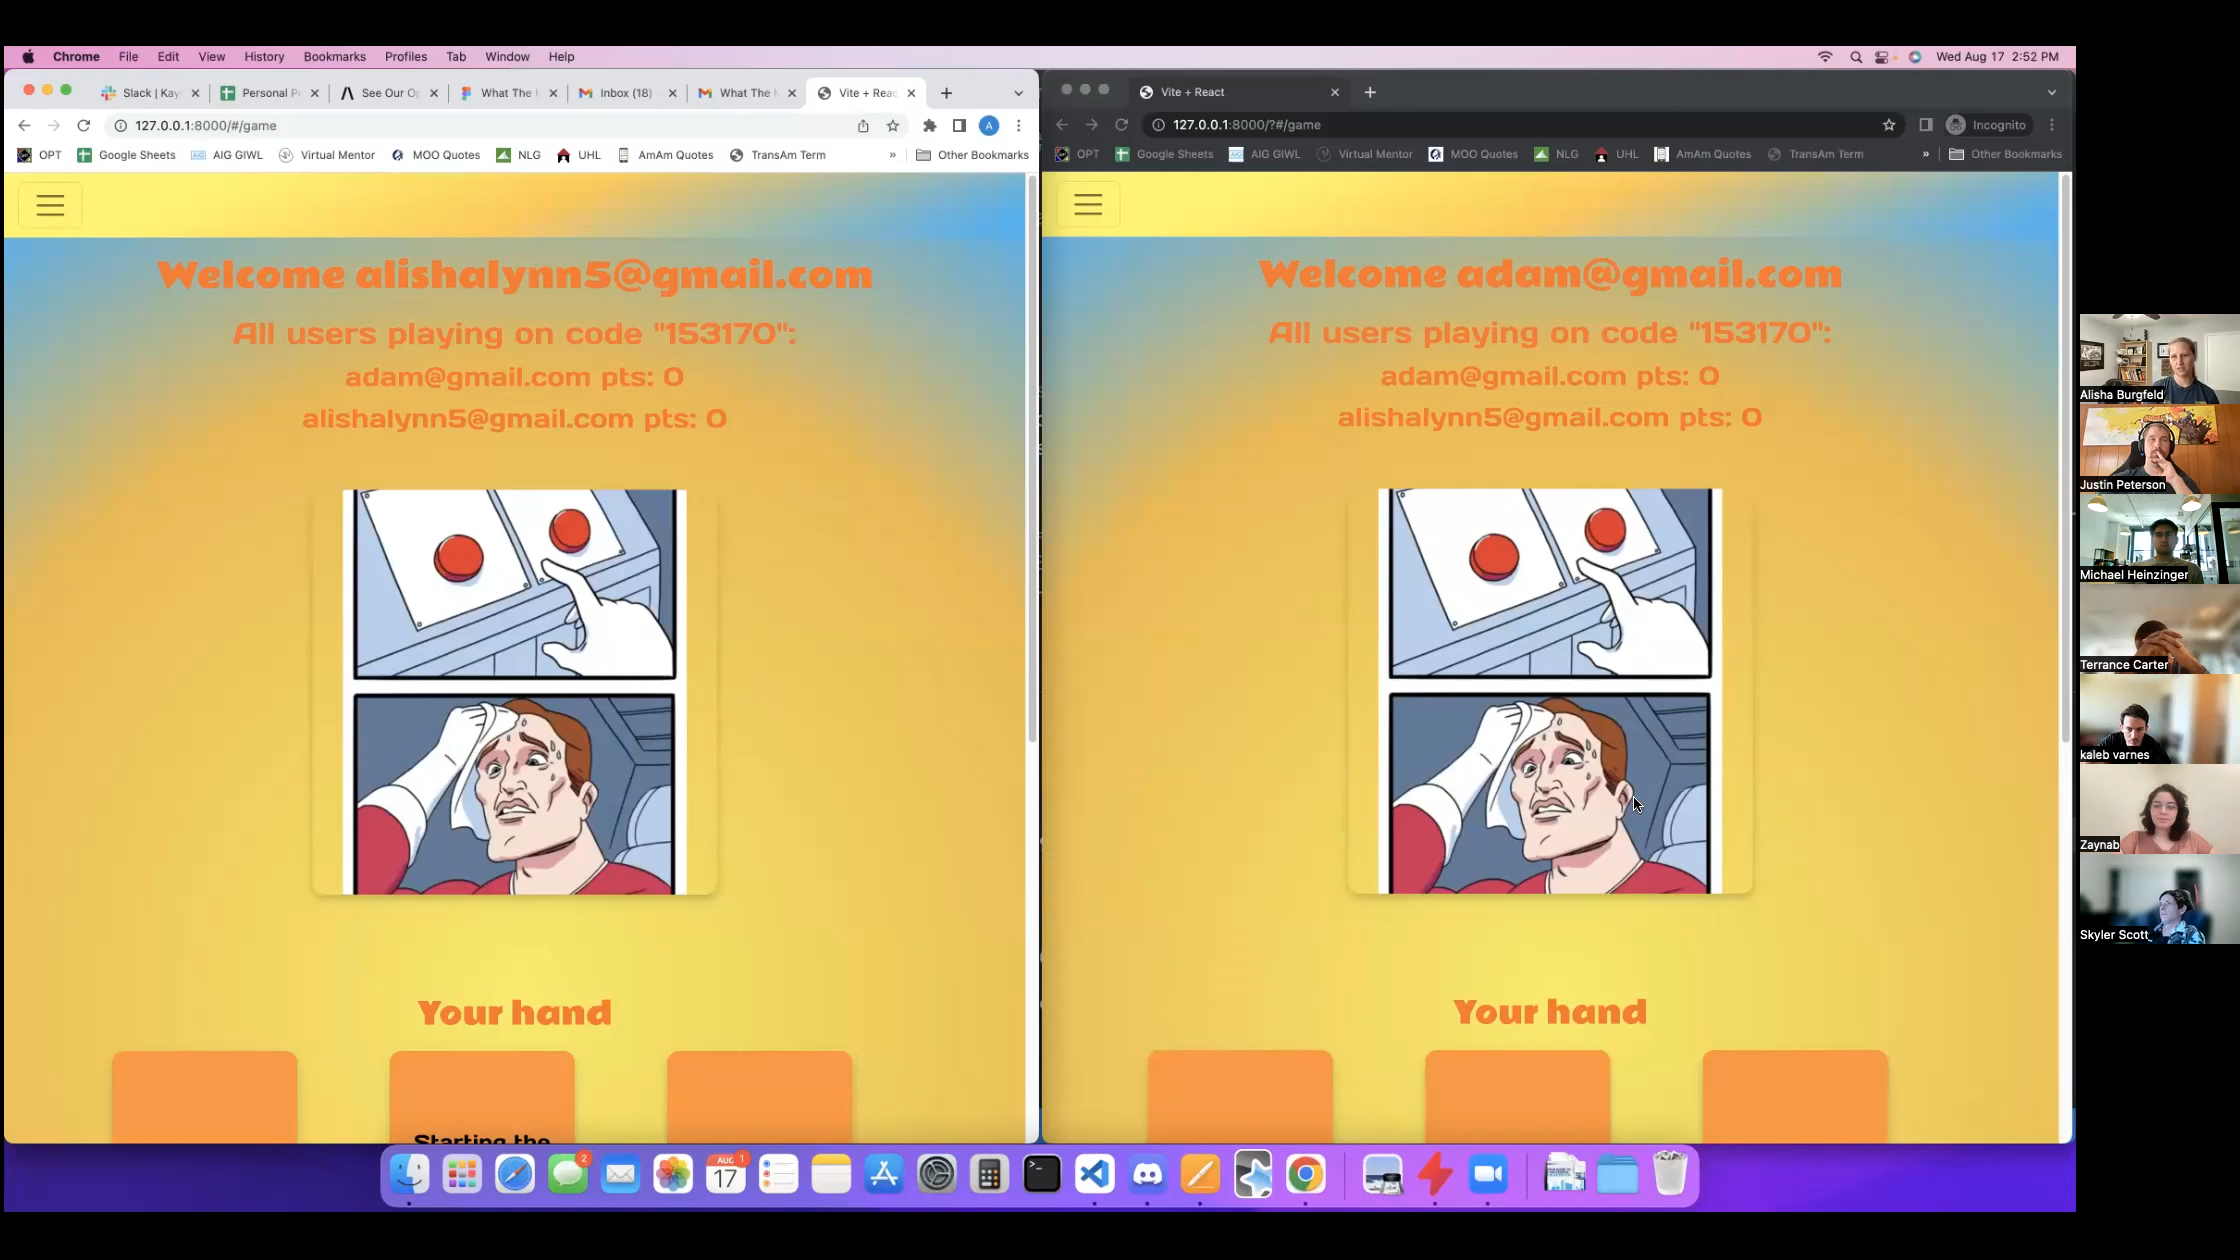 Chrome File Edit View History Bookmarks Profiles Tab Window Help
Wed Aug 17 2:52 PM
Slack | Kay
Personal P
See Our O
What The
Inbox (18)
What The
Vite + Reac
127.0.0.1:8000/#/game
A
OPT Google Sheets AIG GIWL Virtual Mentor MOO Quotes NLG UHL AmAm Quotes TransAm Term » Other Bookmarks
Welcome alishalynn5@gmail.com
All users playing on code "153170":
adam@gmail.com pts: 0
alishalynn5@gmail.com pts: 0
Your hand
Starting the
Vite + React
127.0.0.1:8000/?#/game
Incognito
OPT Google Sheets AIG GIWL Virtual Mentor MOO Quotes NLG UHL AmAm Quotes TransAm Term » Other Bookmarks
Welcome adam@gmail.com
All users playing on code "153170":
adam@gmail.com pts: 0
alishalynn5@gmail.com pts: 0
Your hand
Alisha Burgfeld
Justin Peterson
Michael Heinzinger
Terrance Carter
kaleb varnes
Zaynab
Skyler Scott
2
AUG
17
1